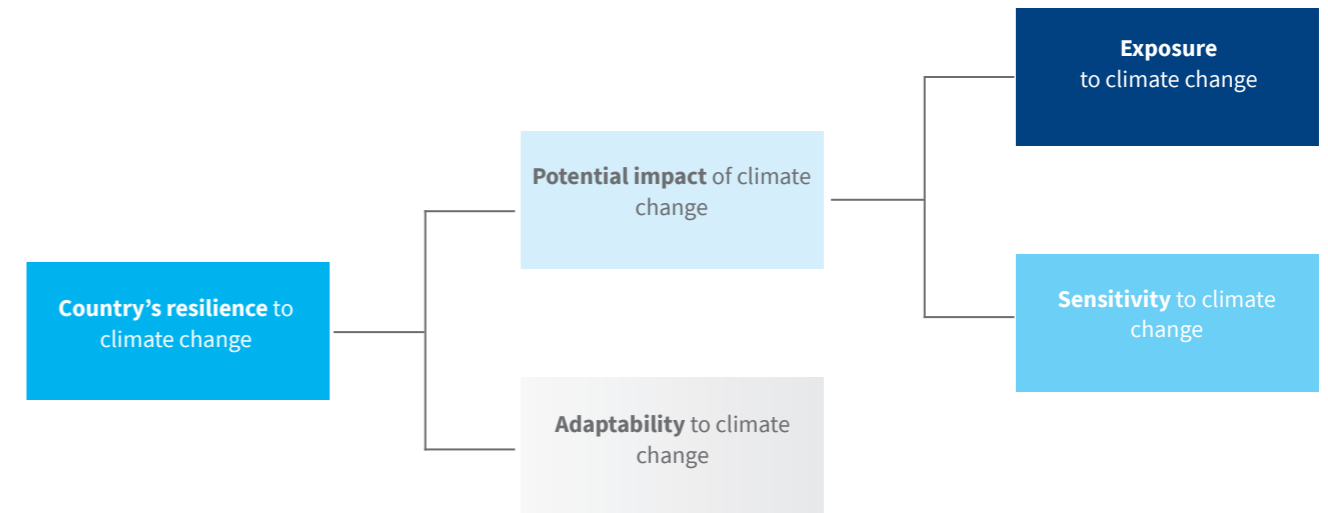 Exposure
to climate change
Potential impact of climate
change
Country’s resilience to
climate change
Sensitivity to climate
change
Adaptability to climate
change